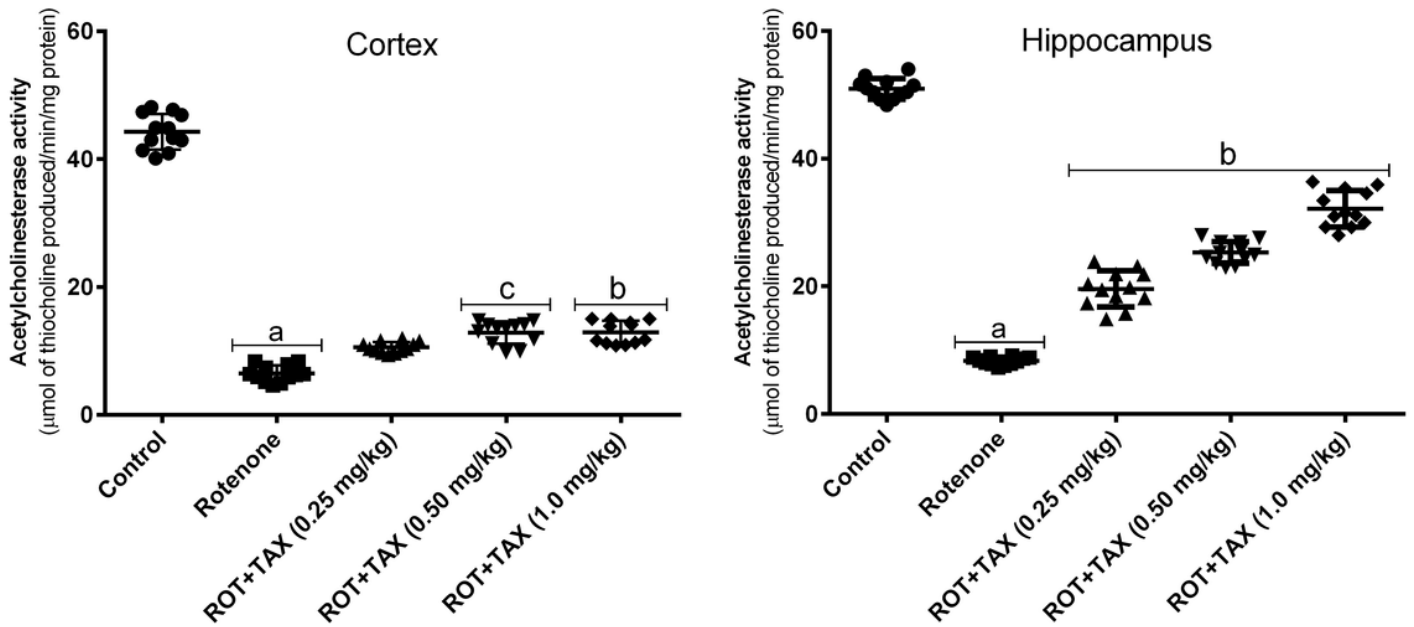 Cortex
Acetylcholinesterase activity
(μmol of thiocholine produced/min/mg protein)
60
40
20
0
a
c
b
Control
Rotenone
ROT+TAX (0.25 mg/kg)
ROT+TAX (0.50 mg/kg)
ROT+TAX (1.0 mg/kg)
Hippocampus
Acetylcholinesterase activity
(μmol of thiocholine produced/min/mg protein)
60
40
20
0
a
b
Control
Rotenone
ROT+TAX (0.25 mg/kg)
ROT+TAX (0.50 mg/kg)
ROT+TAX (1.0 mg/kg)